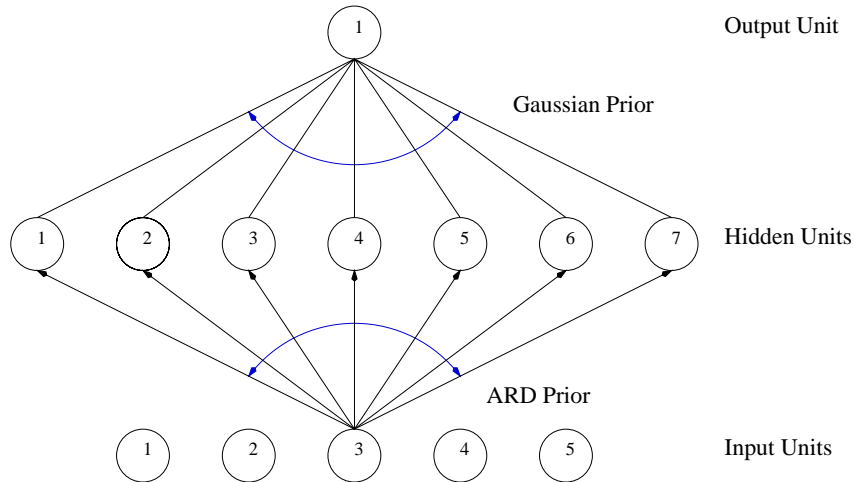 1 Output Unit
Gaussian Prior
1 2 3 4 5 6 7 Hidden Units
ARD Prior
1 2 3 4 5 Input Units